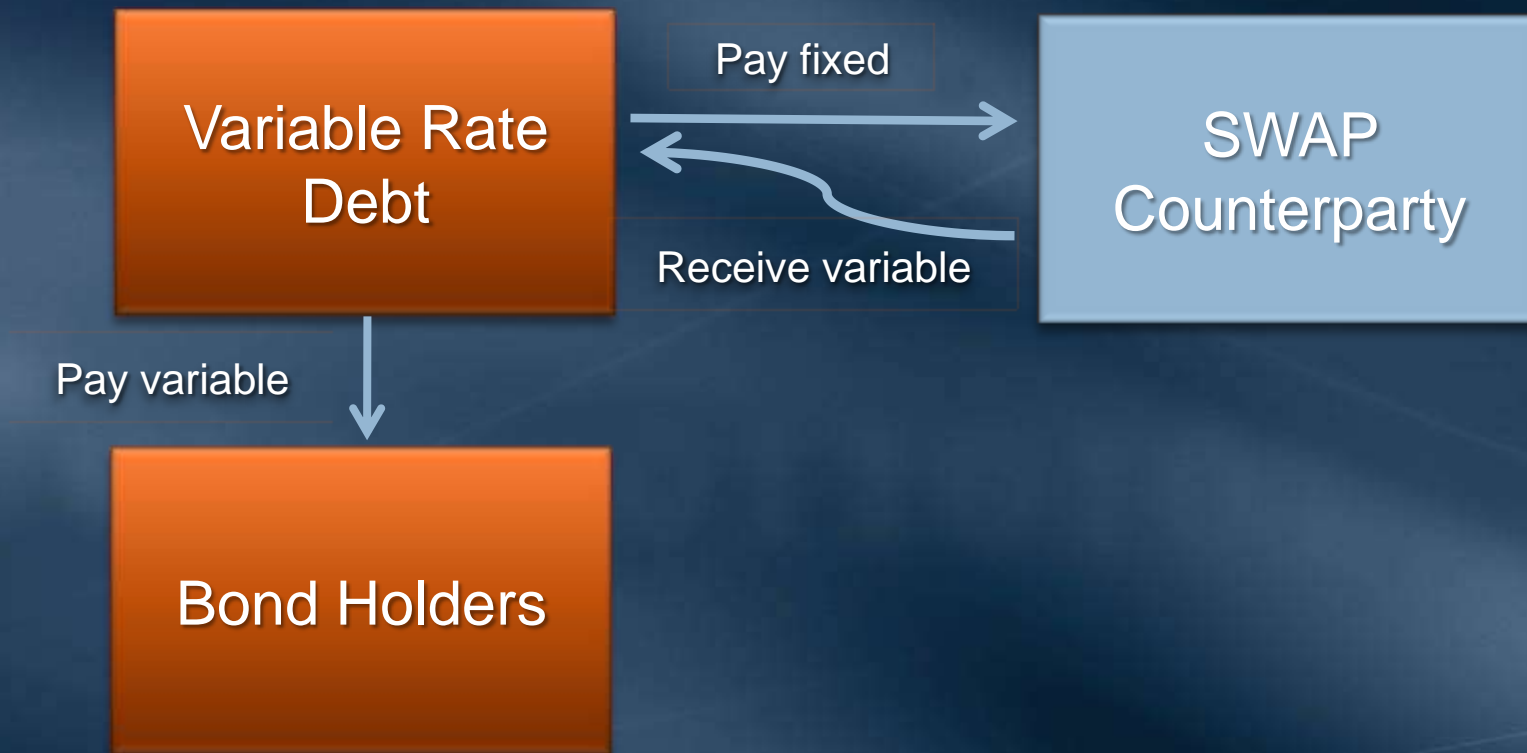 Variable Rate
Debt
Pay fixed
SWAP
Counterparty
Receive variable
Pay variable
Bond Holders